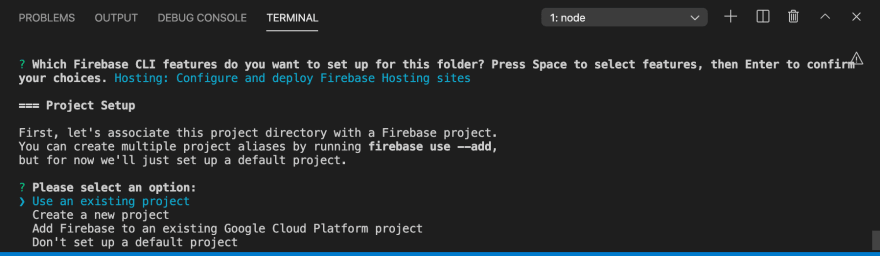 PROBLEMS OUTPUT DEBUG CONSOLE TERMINAL 1: node
? Which Firebase CLI features do you want to set up for this folder? Press Space to select features, then Enter to confirm
your choices. Hosting: Configure and deploy Firebase Hosting sites
=== Project Setup
First, let's associate this project directory with a Firebase project.
You can create multiple project aliases by running firebase use --add,
but for now we'll just set up a default project.
? Please select an option:
❯ Use an existing project
Create a new project
Add Firebase to an existing Google Cloud Platform project
Don't set up a default project